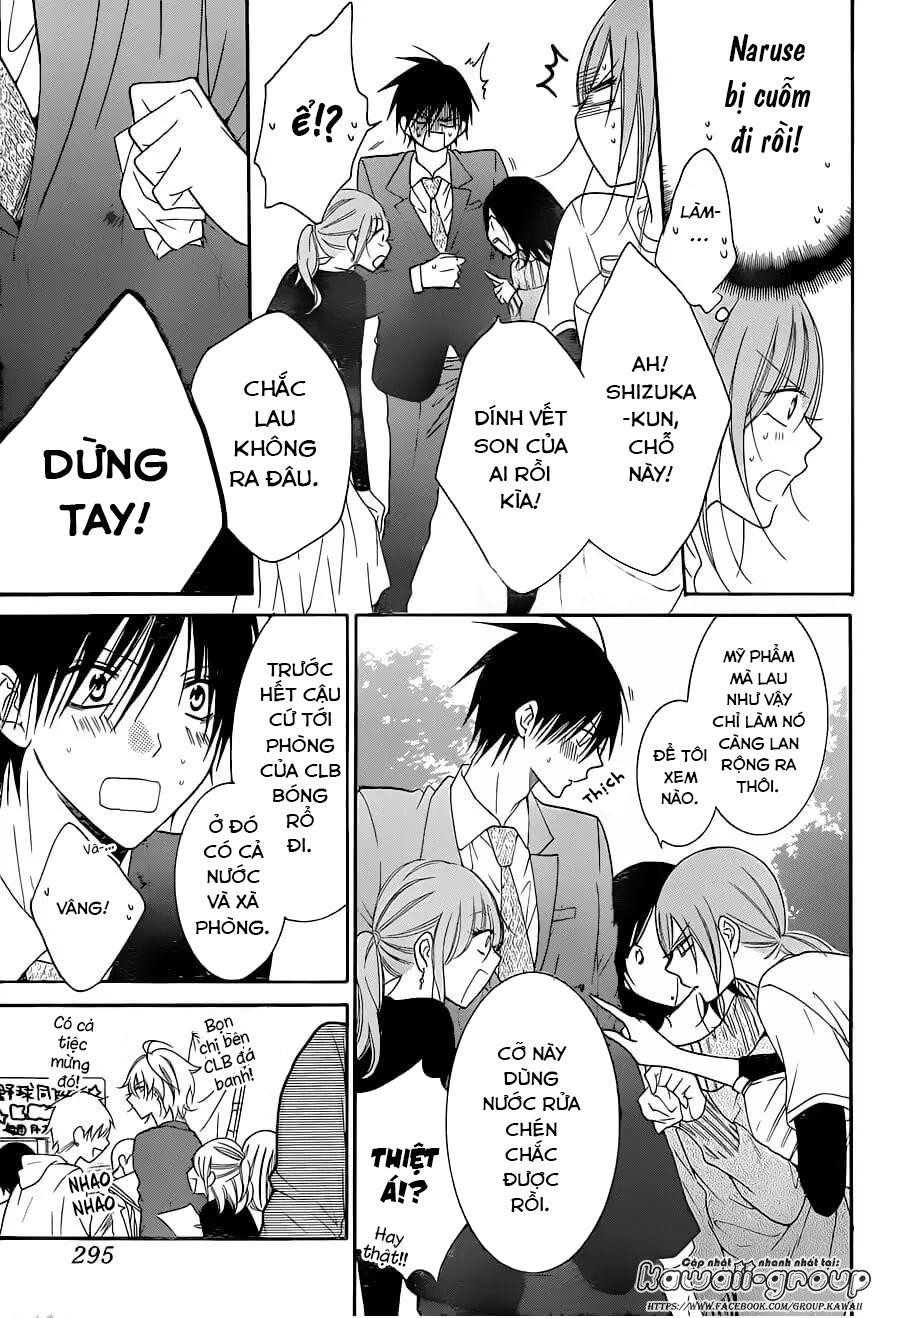 Naruse
bị cuỗm
đi rồi!
LÀM-
...
Ể!?
AH!
SHIZUKA
-KUN,
CHỖ
NÀY!
DÍNH VẾT
SON CỦA
AI RỒI
KÌA!
CHẮC
LAU
KHÔNG
RA ĐÂU.
DỪNG
TAY!
MỸ PHẨM
MÀ LAU
NHƯ VẬY
CHỈ LÀM NÓ
CÀNG LAN
RỘNG RA
THÔI.
ĐỂ TÔI
XEM
NÀO.
Thịch
CỠ NÀY
DÙNG
NƯỚC RỬA
CHÉN
CHẮC
ĐƯỢC
RỒI.
THIỆT
Á!?
Hay
thật!!
TRƯỚC
HẾT CẬU
CỨ TỚI
PHÒNG
CỦA CLB
BÓNG
RỔ
ĐI.
Ở ĐÓ
CÓ CẢ
NƯỚC
VÀ XÀ
PHÒNG.
Và-...
VÂNG!
Bọn
chị bên
CLB đá
banh!
Có cả
tiệc
mừng
đó!
野球同
NHAO
NHAO
295
Cập nhật nhanh nhất tại:
kawaii-group
HTTPS://WWW.FACEBOOK.COM/GROUP.KAWAII